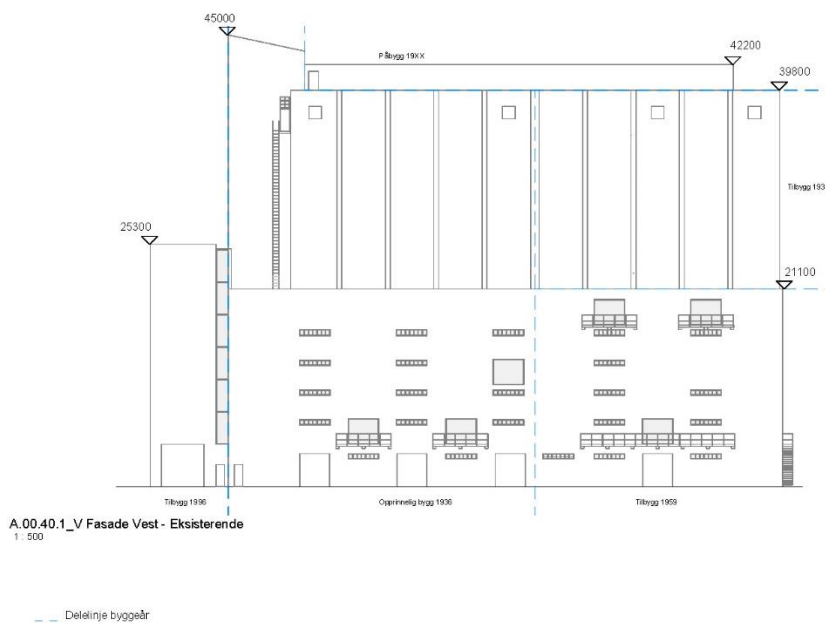 45000
Påbygg 19XX
42200
39800
Tilbygg 193
25300
21100
Tilbygg 1996
Opprinnelig bygg 1936
Tilbygg 1959
A.00.40.1_V Fasade Vest - Eksisterende
1 : 500
Delelinje byggeår